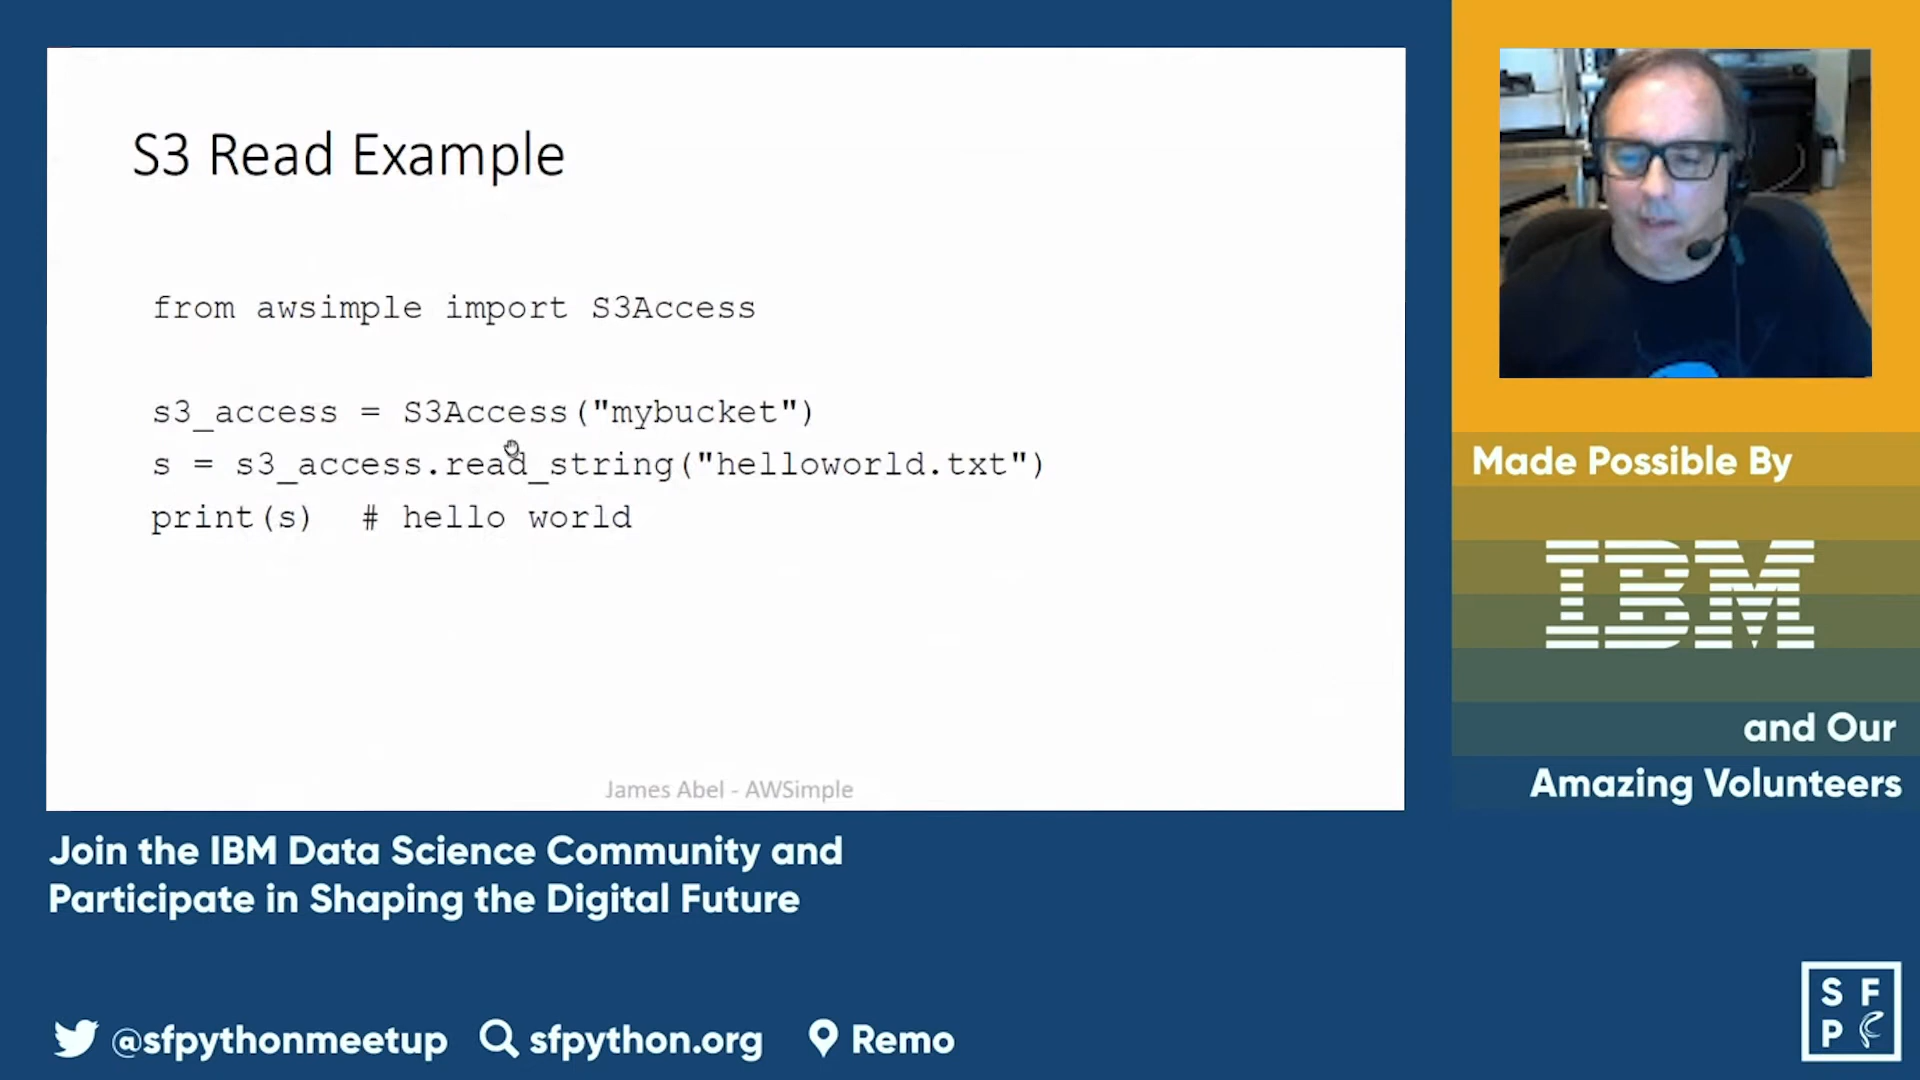 S3 Read Example
from awsimple import S3Access
s3_access = S3Access("mybucket")
s = s3_access.read_string("helloworld.txt")
print(s)  # hello world
James Abel - AWSimple
Made Possible By
IBM
and Our
Amazing Volunteers
Join the IBM Data Science Community and
Participate in Shaping the Digital Future
@sfpythonmeetup sfpython.org Remo
S F
P